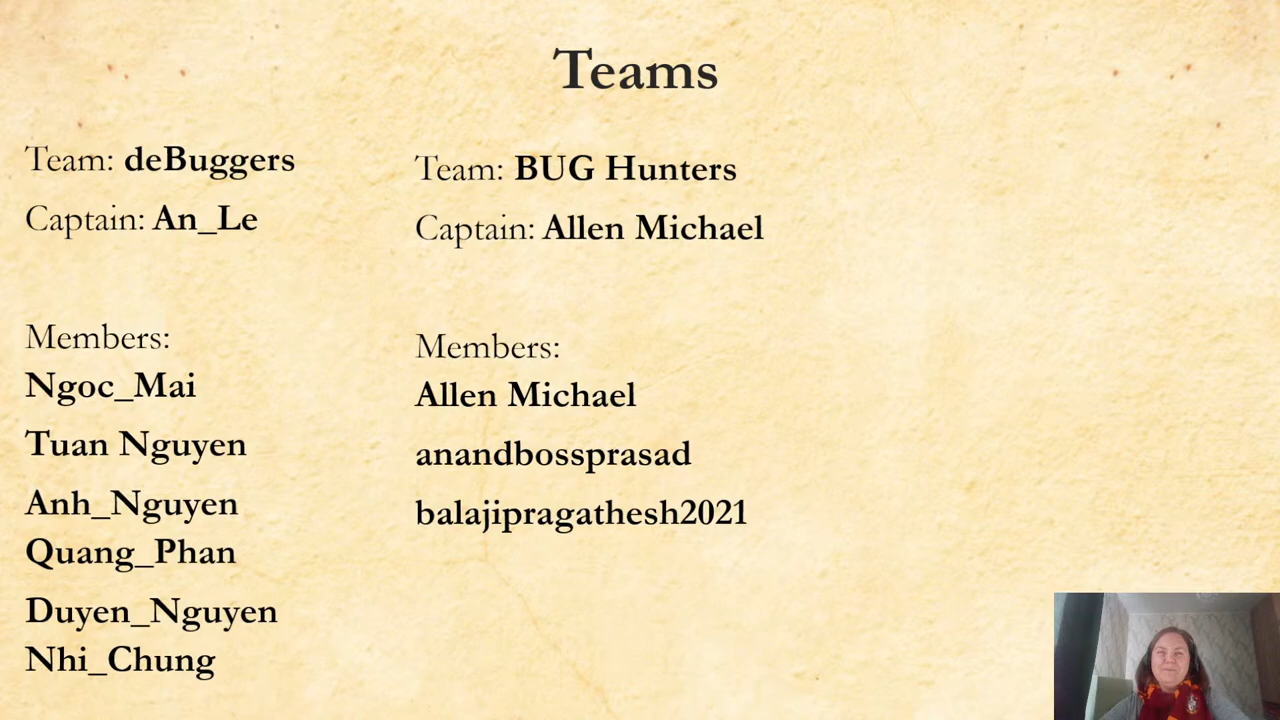 Teams
Team: deBuggers
Captain: An_Le
Members:
Ngoc_Mai
Tuan Nguyen
Anh_Nguyen
Quang_Phan
Duyen_Nguyen
Nhi_Chung
Team: BUG Hunters
Captain: Allen Michael
Members:
Allen Michael
anandbossprasad
balajipragathesh2021